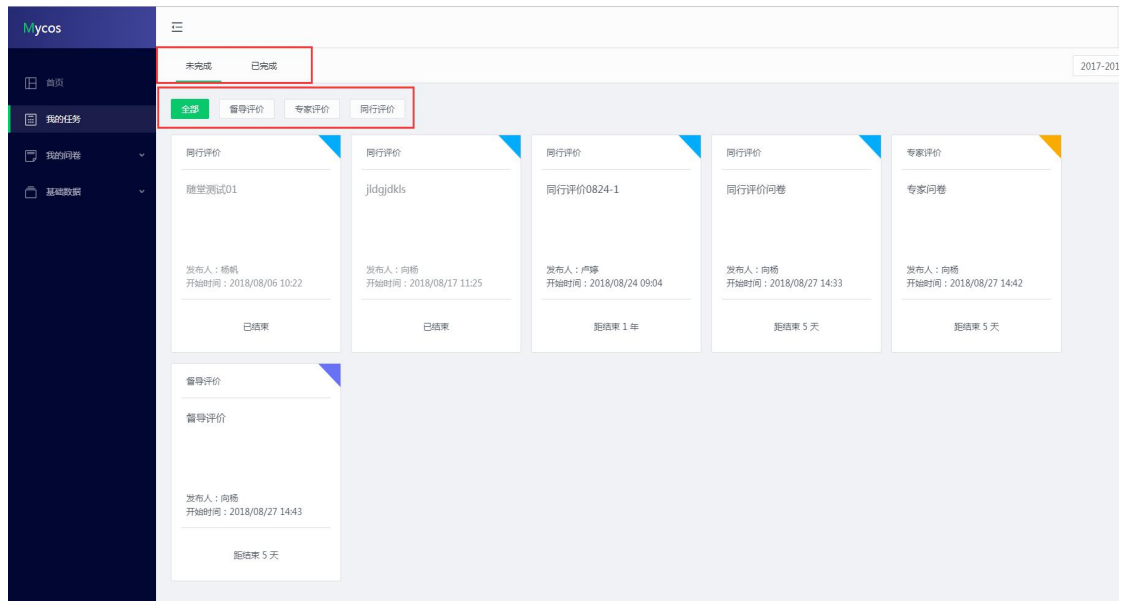 Mycos
未完成 已完成
2017-201
首页
全部 督导评价 专家评价 同行评价
我的任务
我的问卷
基础数据
同行评价
随堂测试01
发布人：杨帆
开始时间：2018/08/06 10:22
已结束
同行评价
jldgjdkls
发布人：向杨
开始时间：2018/08/17 11:25
已结束
同行评价
同行评价0824-1
发布人：卢婷
开始时间：2018/08/24 09:04
距结束 1 年
同行评价
同行评价问卷
发布人：向杨
开始时间：2018/08/27 14:33
距结束 5 天
专家评价
专家问卷
发布人：向杨
开始时间：2018/08/27 14:42
距结束 5 天
督导评价
督导评价
发布人：向杨
开始时间：2018/08/27 14:43
距结束 5 天